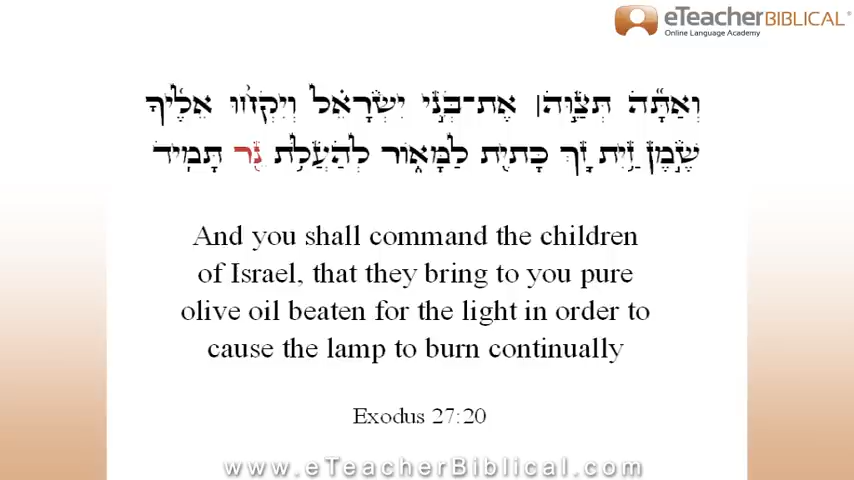 eTeacherBIBLICAL®
Online Language Academy
וְאַתָּ֞ה תְּצַוֶּ֣ה׀ אֶת־בְּנֵ֣י יִשְׂרָאֵ֗ל וְיִקְח֨וּ אֵלֶ֜יךָ
שֶׁ֣מֶן זַ֥יִת זָ֛ךְ כָּתִ֖ית לַמָּא֑וֹר לְהַעֲלֹ֥ת נֵ֖ר תָּמִֽיד
And you shall command the children
of Israel, that they bring to you pure
olive oil beaten for the light in order to
cause the lamp to burn continually
Exodus 27:20
www.eTeacherBiblical.com